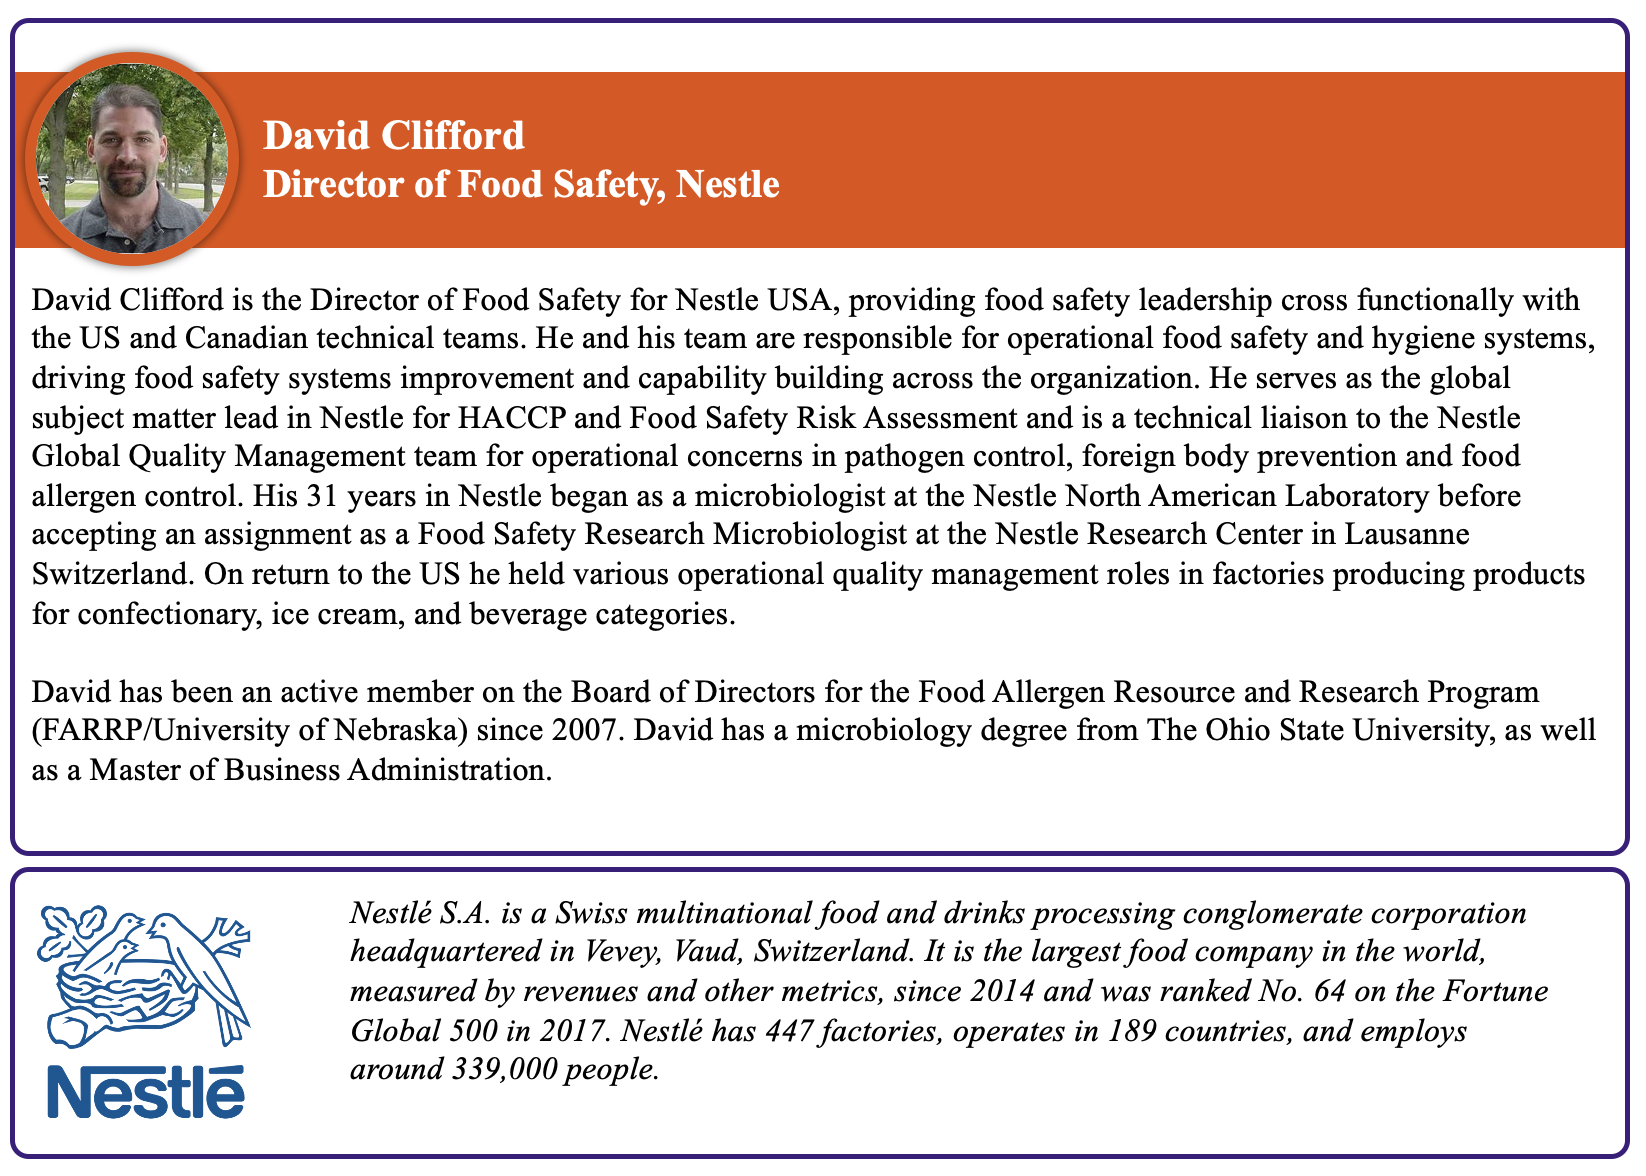 David Clifford
Director of Food Safety, Nestle
David Clifford is the Director of Food Safety for Nestle USA, providing food safety leadership cross functionally with
the US and Canadian technical teams. He and his team are responsible for operational food safety and hygiene systems,
driving food safety systems improvement and capability building across the organization. He serves as the global
subject matter lead in Nestle for HACCP and Food Safety Risk Assessment and is a technical liaison to the Nestle
Global Quality Management team for operational concerns in pathogen control, foreign body prevention and food
allergen control. His 31 years in Nestle began as a microbiologist at the Nestle North American Laboratory before
accepting an assignment as a Food Safety Research Microbiologist at the Nestle Research Center in Lausanne
Switzerland. On return to the US he held various operational quality management roles in factories producing products
for confectionary, ice cream, and beverage categories.
David has been an active member on the Board of Directors for the Food Allergen Resource and Research Program
(FARRP/University of Nebraska) since 2007. David has a microbiology degree from The Ohio State University, as well
as a Master of Business Administration.
Nestlé S.A. is a Swiss multinational food and drinks processing conglomerate corporation
headquartered in Vevey, Vaud, Switzerland. It is the largest food company in the world,
measured by revenues and other metrics, since 2014 and was ranked No. 64 on the Fortune
Global 500 in 2017. Nestlé has 447 factories, operates in 189 countries, and employs
around 339,000 people.
Nestlé